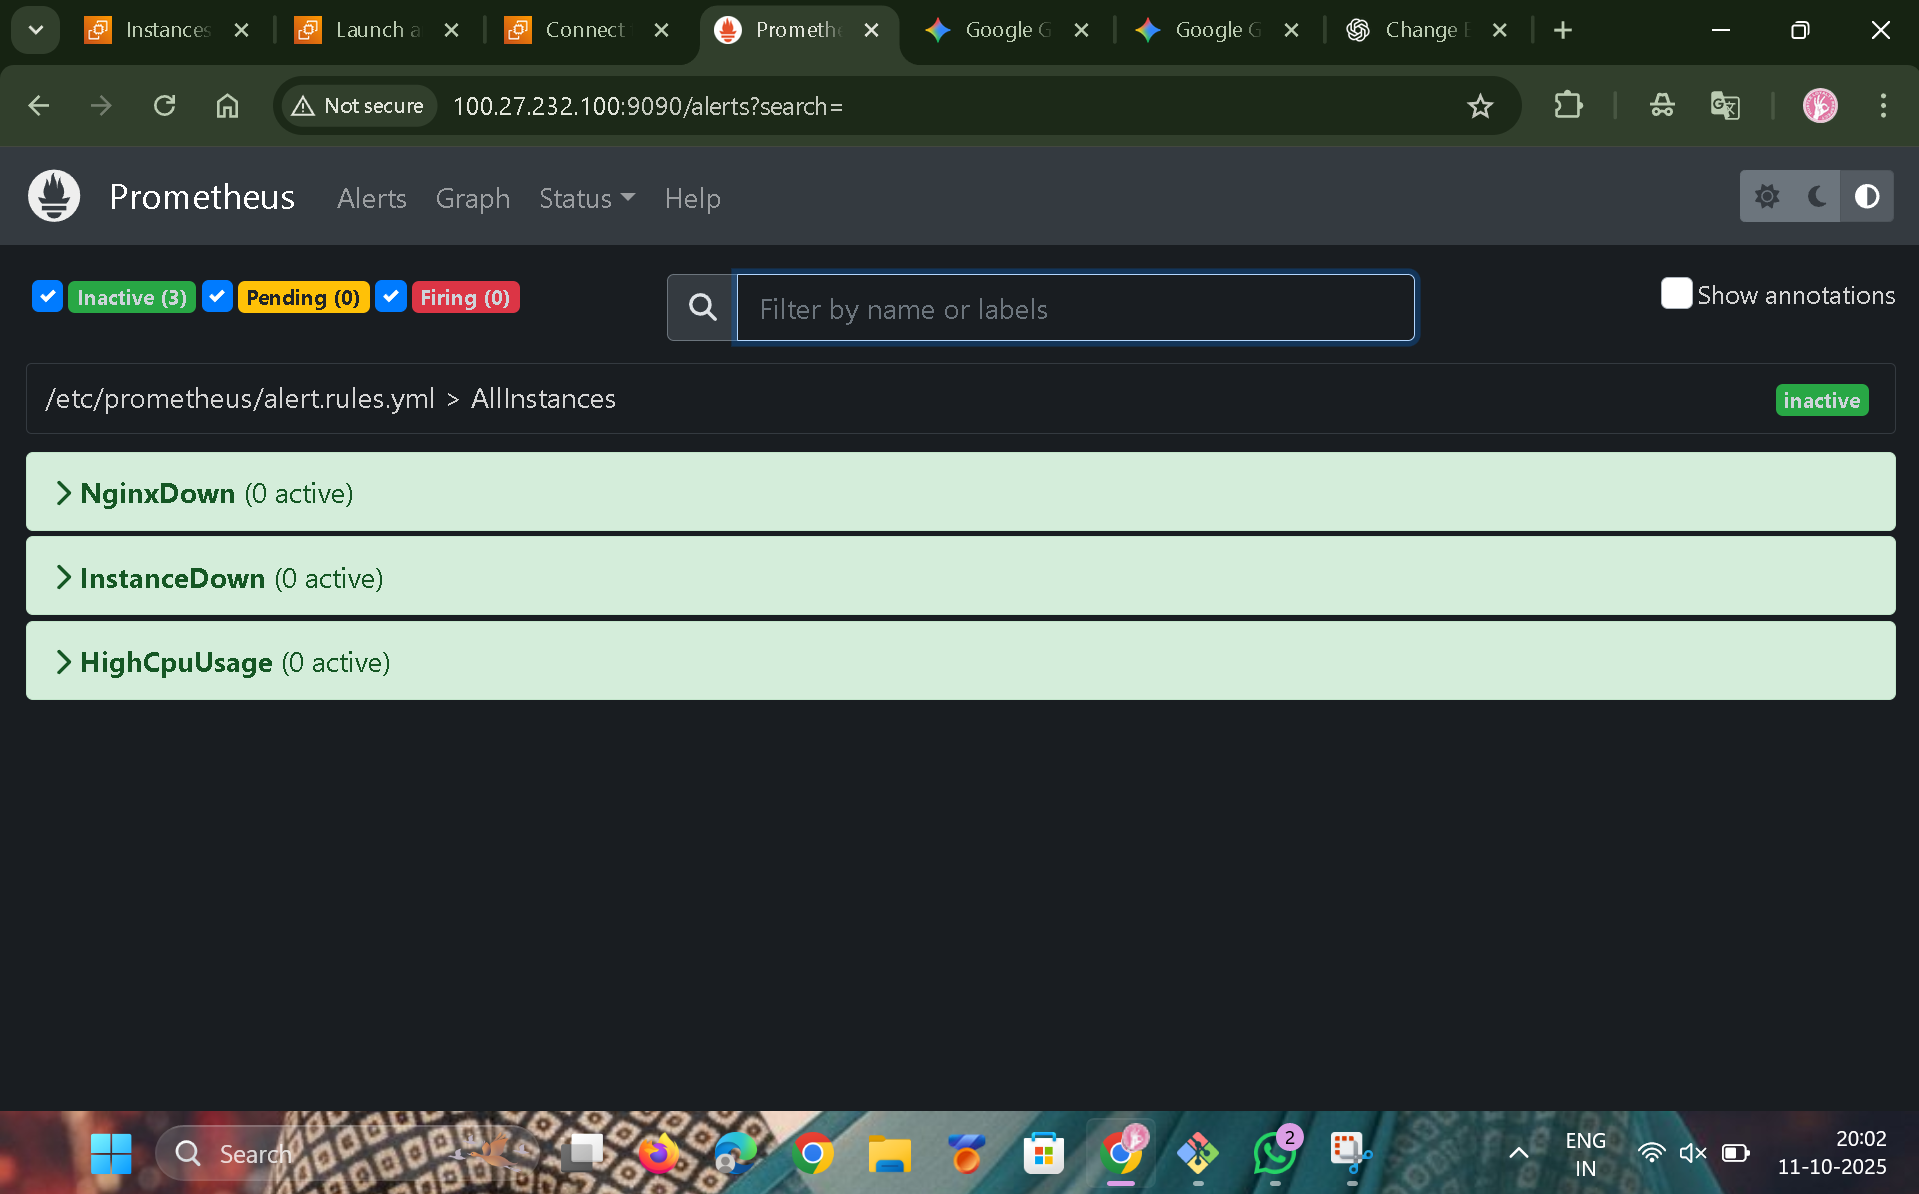 Instances
Launch a
Connect
Prometh
Google G
Google G
Change
Not secure
100.27.232.100:9090/alerts?search=
Prometheus
Alerts
Graph
Status
Help
Inactive (3)
Pending (0)
Firing (0)
Filter by name or labels
Show annotations
/etc/prometheus/alert.rules.yml > AllInstances
inactive
NginxDown (0 active)
InstanceDown (0 active)
HighCpuUsage (0 active)
Search
2
ENG
IN
20:02
11-10-2025